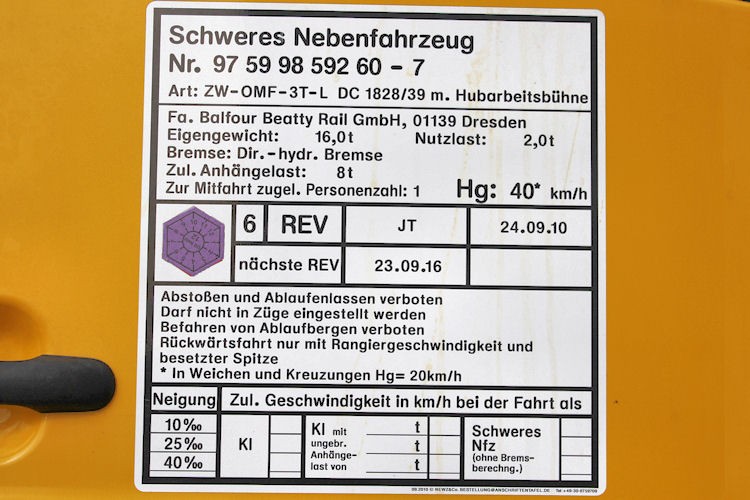 Schweres Nebenfahrzeug
Nr. 97 59 98 592 60 - 7
Art: ZW-OMF-3T-L DC 1828/39 m. Hubarbeitsbühne
Fa. Balfour Beatty Rail GmbH, 01139 Dresden
Eigengewicht: 16,0t Nutzlast: 2,0t
Bremse: Dir.-hydr. Bremse
Zul. Anhängelast: 8t
Zur Mitfahrt zugel. Personenzahl: 1 Hg: 40* km/h
6 REV JT 24.09.10
nächste REV 23.09.16
Abstoßen und Ablaufenlassen verboten
Darf nicht in Züge eingestellt werden
Befahren von Ablaufbergen verboten
Rückwärtsfahrt nur mit Rangiergeschwindigkeit und
besetzter Spitze
* In Weichen und Kreuzungen Hg= 20km/h
Neigung Zul. Geschwindigkeit in km/h bei der Fahrt als
10‰
25‰
40‰
Kl
Kl mit t
ungebr. t
Anhänge-
last von t
Schweres
Nfz
(ohne Brems-
berechng.)